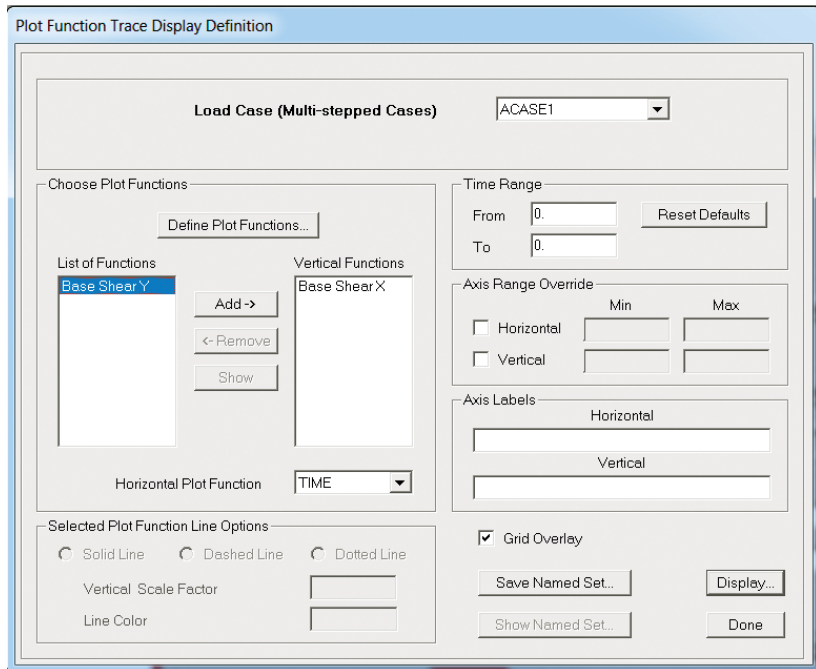 Plot Function Trace Display Definition
Load Case (Multi-stepped Cases)
ACASE1
Choose Plot Functions
Define Plot Functions...
List of Functions
Vertical Functions
Base Shear Y
Base Shear X
Add ->
<- Remove
Show
Horizontal Plot Function
TIME
Selected Plot Function Line Options
Solid Line
Dashed Line
Dotted Line
Vertical Scale Factor
Line Color
Time Range
From
0.
Reset Defaults
To
0.
Axis Range Override
Min
Max
Horizontal
Vertical
Axis Labels
Horizontal
Vertical
Grid Overlay
Save Named Set...
Display...
Show Named Set...
Done